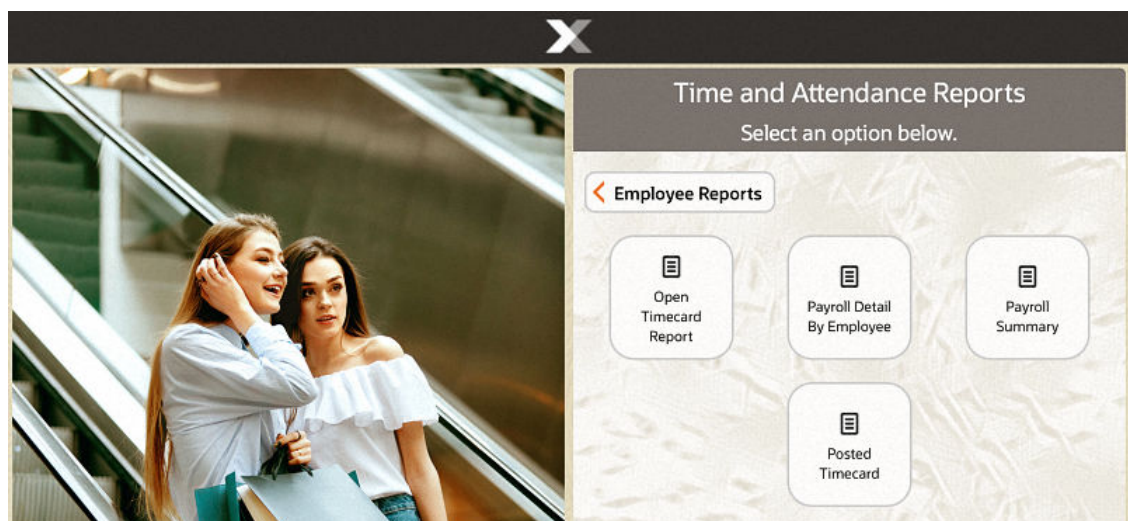 Time and Attendance Reports
Select an option below.
Employee Reports
Open
Timecard
Report
Payroll Detail
By Employee
Payroll
Summary
Posted
Timecard